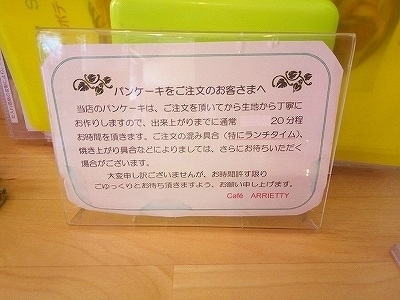 パンケーキをご注文のお客さまへ
当店のパンケーキは、ご注文を頂いてから生地から丁寧に
お作りしますので、出来上がりまでに通常　20分程
お時間を頂きます。ご注文の混み具合（特にランチタイム）、
焼き上がり具合などによりましては、さらにお待ちいただく
場合がございます。
大変申し訳ございませんが、お時間許す限り
ごゆっくりとお待ち頂きますよう、お願い申し上げます。
Café　ARRIETTY